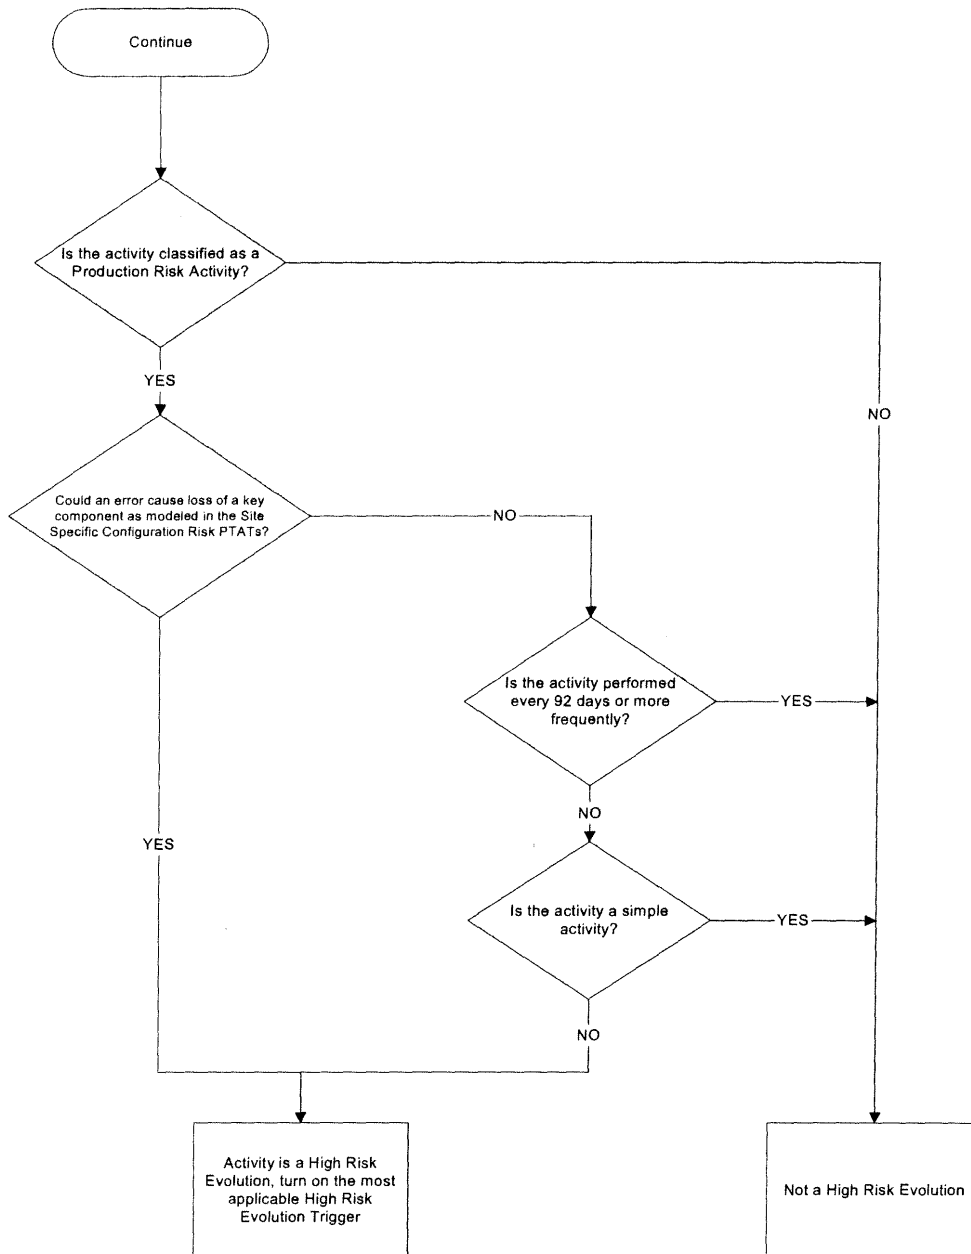 Continue
Is the activity classified as a
Production Risk Activity?
YES
NO
Could an error cause loss of a key
component as modeled in the Site
Specific Configuration Risk PTATs?
NO
Is the activity performed
every 92 days or more
frequently?
YES
NO
YES
Is the activity a simple
activity?
YES
NO
Activity is a High Risk
Evolution, turn on the most
applicable High Risk
Evolution Trigger
Not a High Risk Evolution